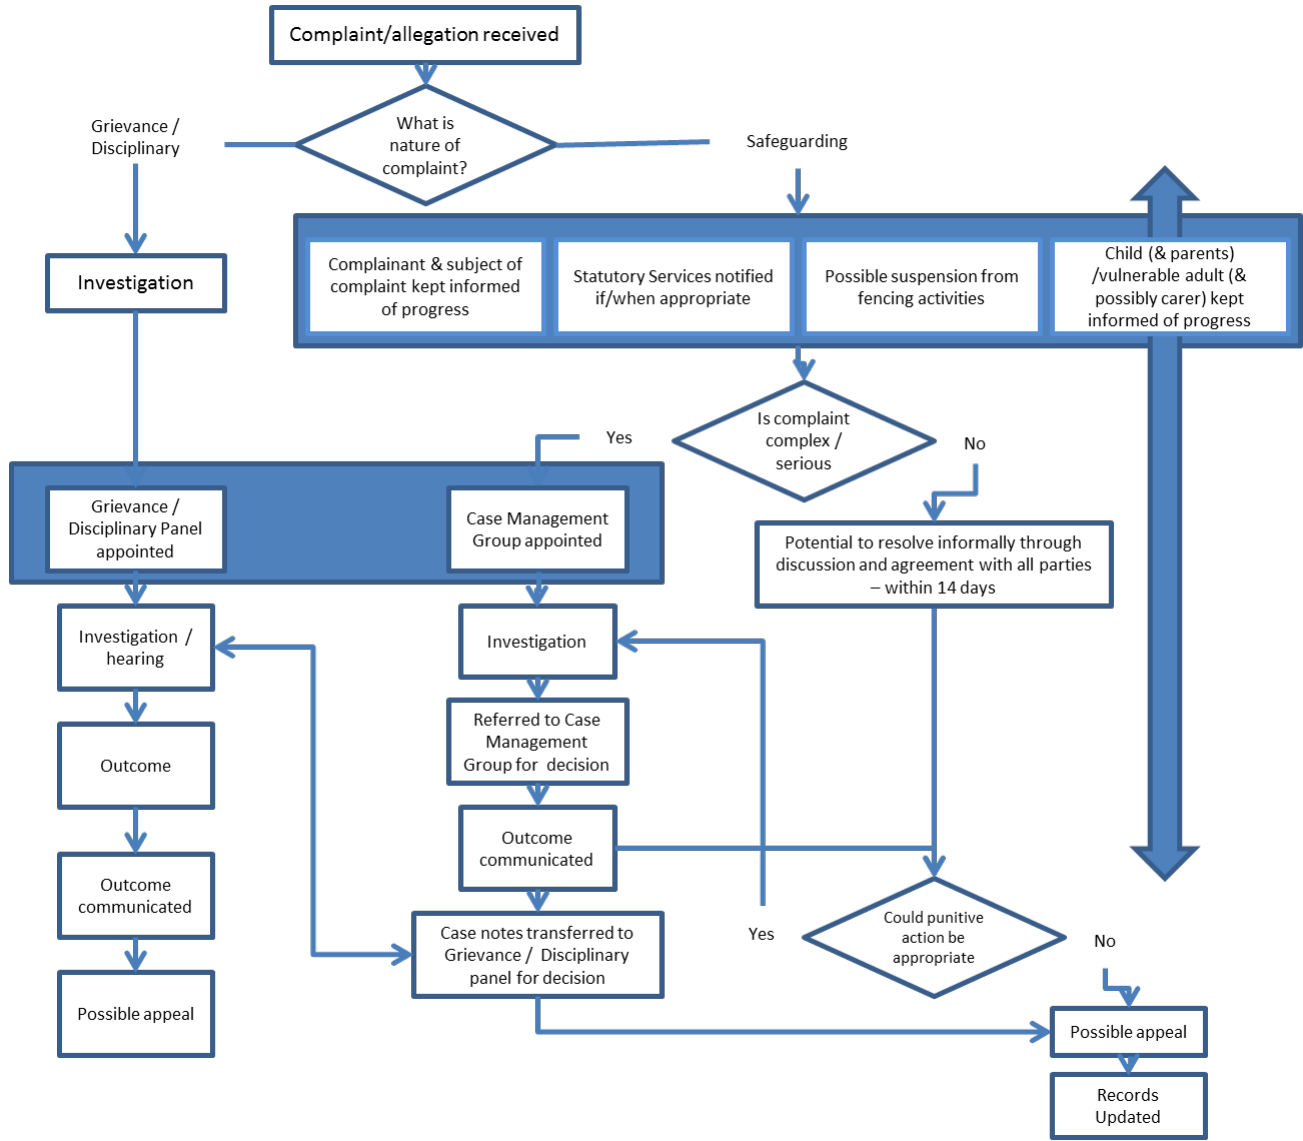 Complaint/allegation received
What is
nature of
complaint?
Grievance /
Disciplinary
Safeguarding
Investigation
Complainant & subject of
complaint kept informed
of progress
Statutory Services notified
if/when appropriate
Possible suspension from
fencing activities
Child (& parents)
/vulnerable adult (&
possibly carer) kept
informed of progress
Is complaint
complex /
serious
Yes
No
Grievance /
Disciplinary Panel
appointed
Case Management
Group appointed
Potential to resolve informally through
discussion and agreement with all parties
– within 14 days
Investigation /
hearing
Investigation
Outcome
Referred to Case
Management
Group for decision
Outcome
communicated
Outcome
communicated
Case notes transferred to
Grievance / Disciplinary
panel for decision
Yes
Could punitive
action be
appropriate
No
Possible appeal
Possible appeal
Records
Updated